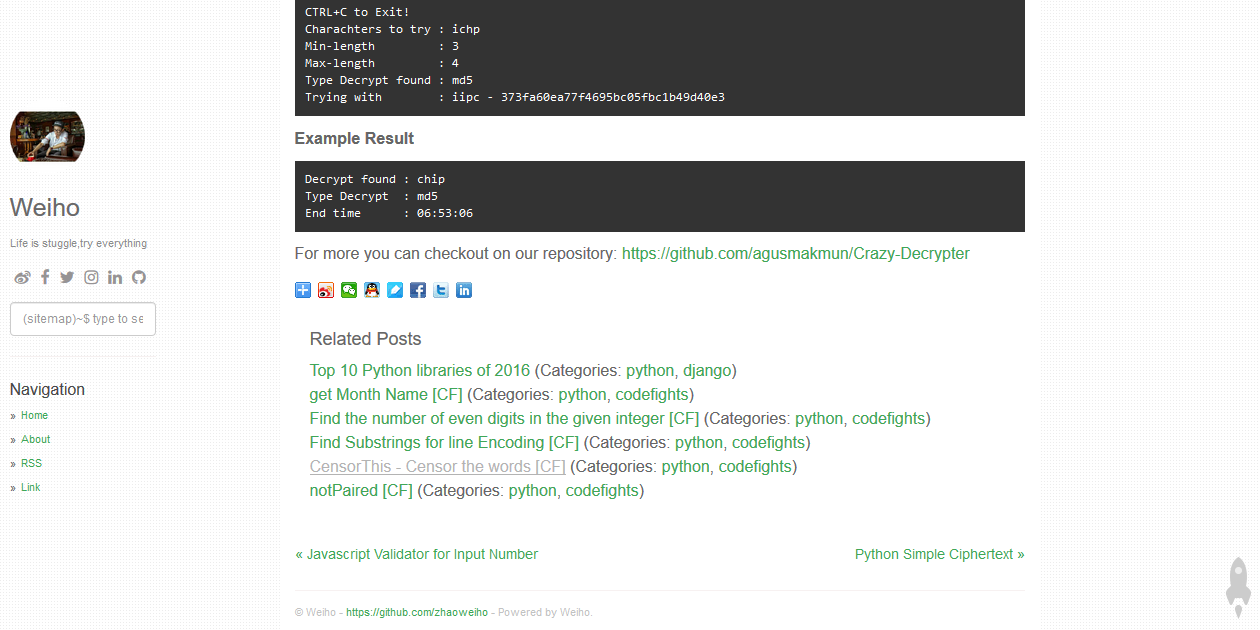 CTRL+C to Exit!
Charachters to try : ichp
Min-length : 3
Max-length : 4
Type Decrypt found : md5
Trying with : iipc - 373fa60ea77f4695bc05fbc1b49d40e3
Example Result
Decrypt found : chip
Type Decrypt : md5
End time : 06:53:06
For more you can checkout on our repository: https://github.com/agusmakmun/Crazy-Decrypter
Related Posts
Top 10 Python libraries of 2016 (Categories: python, django)
get Month Name [CF] (Categories: python, codefights)
Find the number of even digits in the given integer [CF] (Categories: python, codefights)
Find Substrings for line Encoding [CF] (Categories: python, codefights)
CensorThis - Censor the words [CF] (Categories: python, codefights)
notPaired [CF] (Categories: python, codefights)
« Javascript Validator for Input Number
Python Simple Ciphertext »
© Weiho - https://github.com/zhaoweiho - Powered by Weiho.
Weiho
Life is stuggle,try everything
(sitemap)~$ type to se
Navigation
» Home
» About
» RSS
» Link